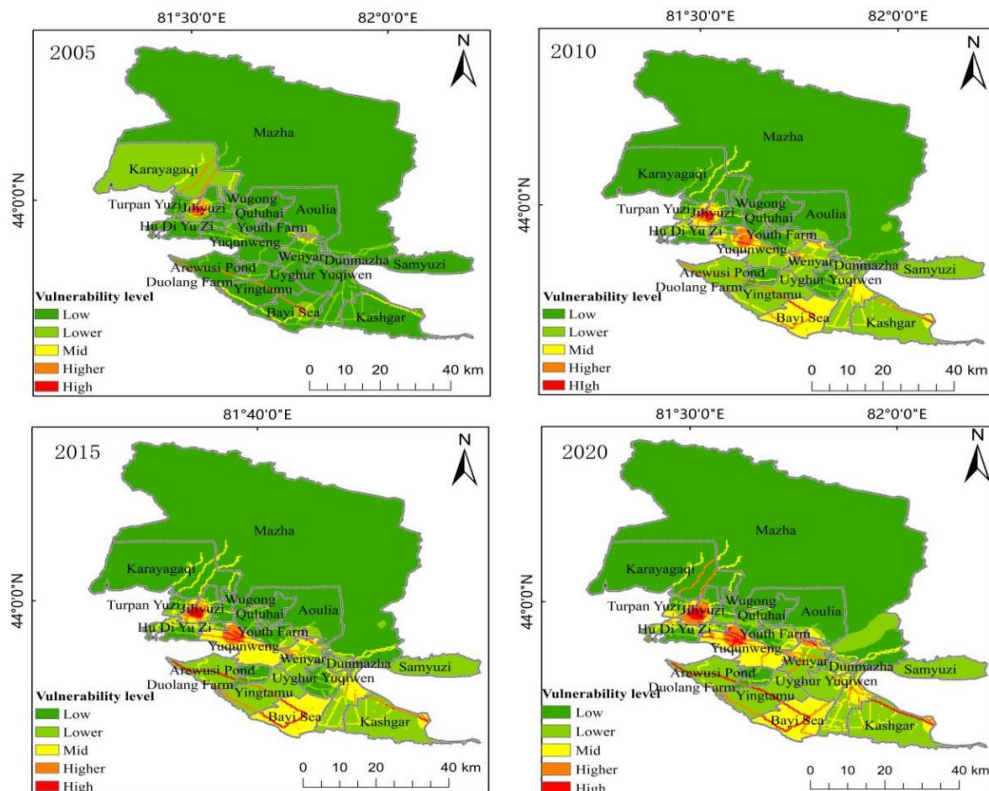 81°30'0"E 82°0'0"E
2005
N
44°0'0"N
Mazha
Karayagaqi
Wugong
Turpan Yuzi Jiliyuzi Quluhai Aoulia
Hu Di Yu Zi Youth Farm
Yuqunweng
Wenyar Dunmazha Samyuzi
Arewusi Pond Uyghur Yuqiwen
Duolang Farm Yingtamu
Bayi Sea Kashgar
Vulnerability level
Low
Lower
Mid
Higher
High
0 10 20 40 km
81°30'0"E 82°0'0"E
2010
N
44°0'0"N
Mazha
Karayagaqi
Wugong
Turpan Yuzi Jiliyuzi Quluhai Aoulia
Hu Di Yu Zi Youth Farm
Yuqunweng
Wenyar Dunmazha Samyuzi
Arewusi Pond Uyghur Yuqiwen
Duolang Farm Yingtamu
Bayi Sea Kashgar
Vulnerability level
Low
Lower
Mid
Higher
HIgh
0 10 20 40 km
81°40'0"E
2015
N
44°0'0"N
Mazha
Karayagaqi
Wugong
Turpan Yuzi Jiliyuzi Quluhai Aoulia
Hu Di Yu Zi Youth Farm
Yuqunweng
Wenyar Dunmazha Samyuzi
Arewusi Pond Uyghur Yuqiwen
Duolang Farm Yingtamu
Bayi Sea Kashgar
Vulnerability level
Low
Lower
Mid
Higher
High
0 10 20 40 km
81°30'0"E 82°0'0"E
2020
N
44°0'0"N
Mazha
Karayagaqi
Wugong
Turpan Yuzi Jiliyuzi Quluhai Aoulia
Hu Di Yu Zi Youth Farm
Yuqunweng
Wenyar Dunmazha Samyuzi
Arewusi Pond Uyghur Yuqiwen
Duolang Farm Yingtamu
Bayi Sea Kashgar
Vulnerability level
Low
Lower
Mid
Higher
High
0 10 20 40 km